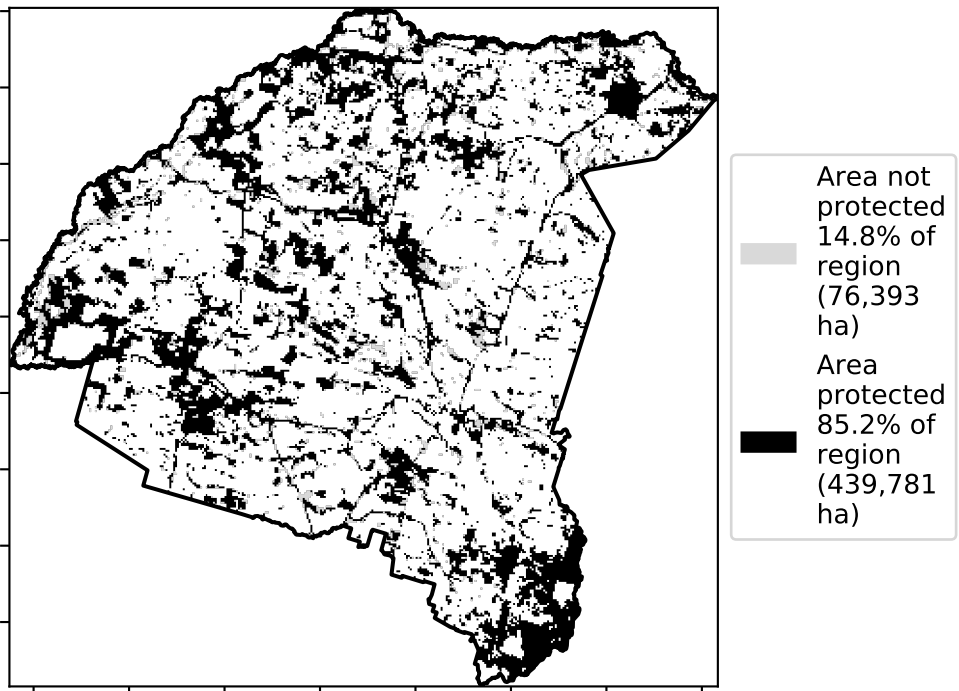 Area not
protected
14.8% of
region
(76,393
ha)
Area
protected
85.2% of
region
(439,781
ha)